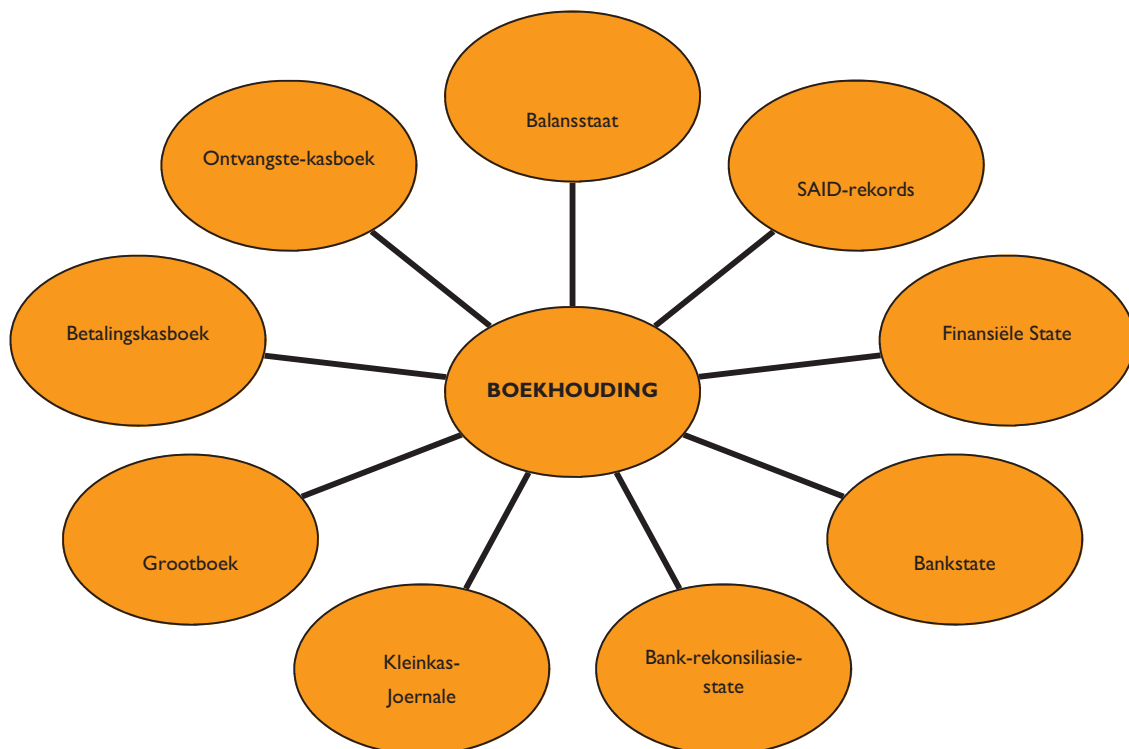 Balansstaat
Ontvangste-kasboek
SAID-rekords
Betalingskasboek
Finansiële State
BOEKHOUDING
Grootboek
Bankstate
Kleinkas-
Joernale
Bank-rekonsiliasie-
state